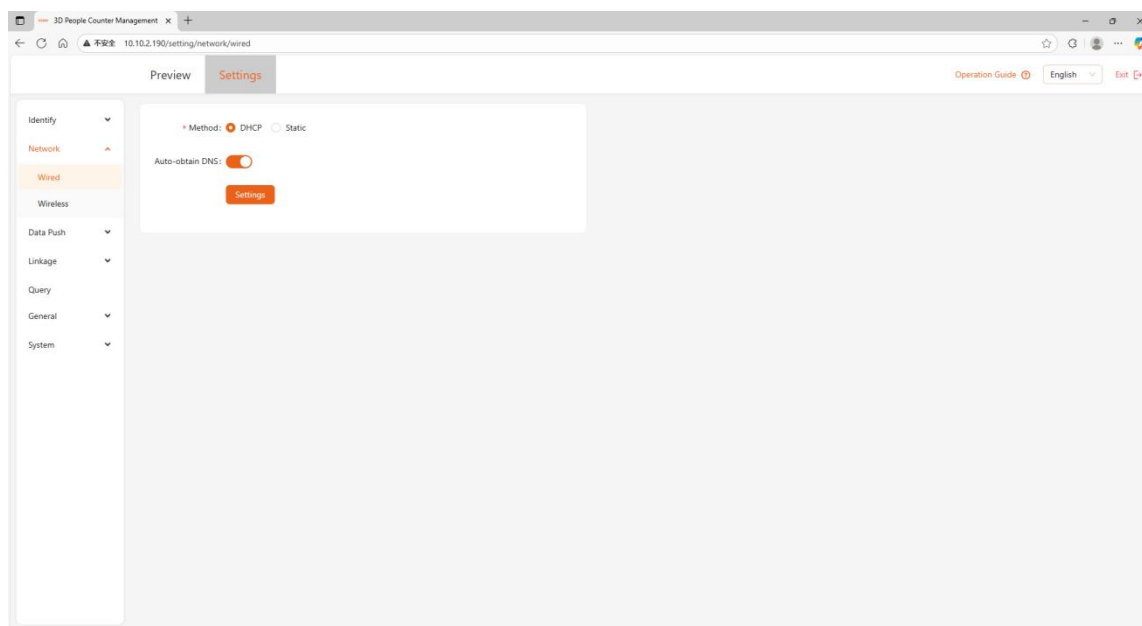 3D People Counter Management
不安全 10.10.2.190/setting/network/wired
Preview Settings Operation Guide English Exit
Identify
Network
Wired
Wireless
Data Push
Linkage
Query
General
System
* Method: DHCP Static
Auto-obtain DNS:
Settings